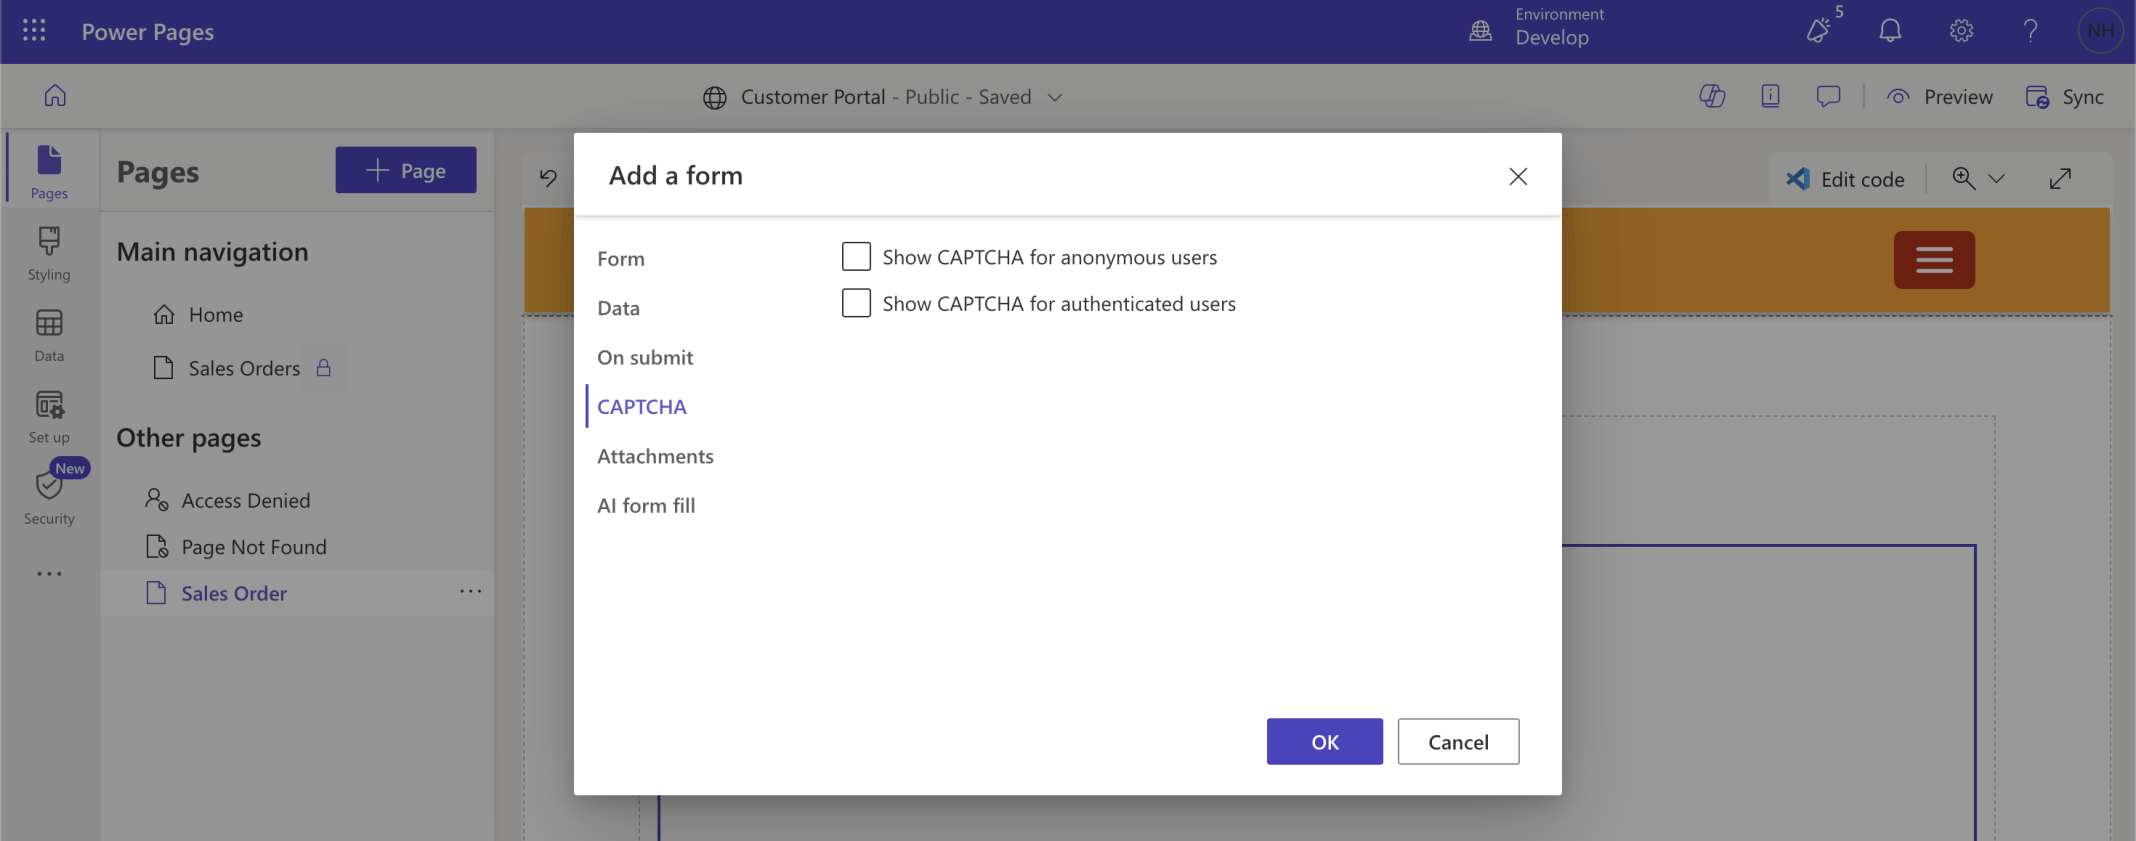 Power Pages
Environment
Develop
5
NH
Customer Portal - Public - Saved
Preview
Sync
Pages
Styling
Data
Set up
New
Security
Pages
Page
Main navigation
Home
Sales Orders
Other pages
Access Denied
Page Not Found
Sales Order
Edit code
Add a form
Form
Data
On submit
CAPTCHA
Attachments
AI form fill
Show CAPTCHA for anonymous users
Show CAPTCHA for authenticated users
OK
Cancel